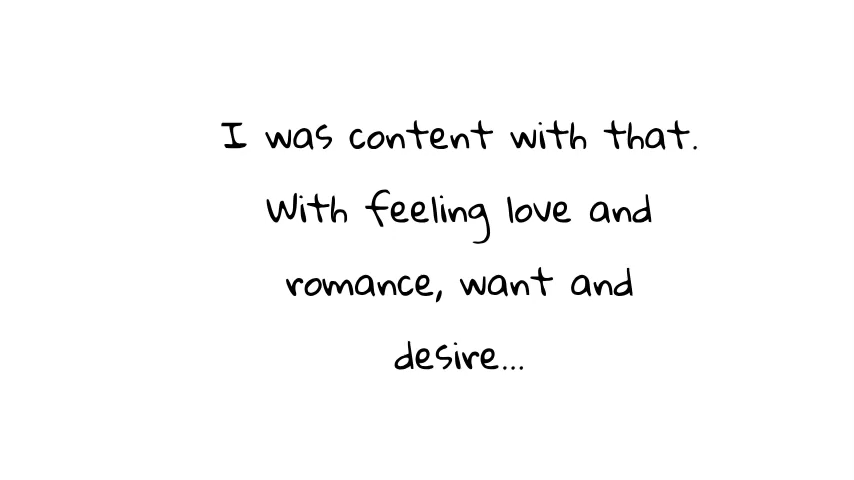 I was content with that.
With feeling love and
romance, want and
desire...